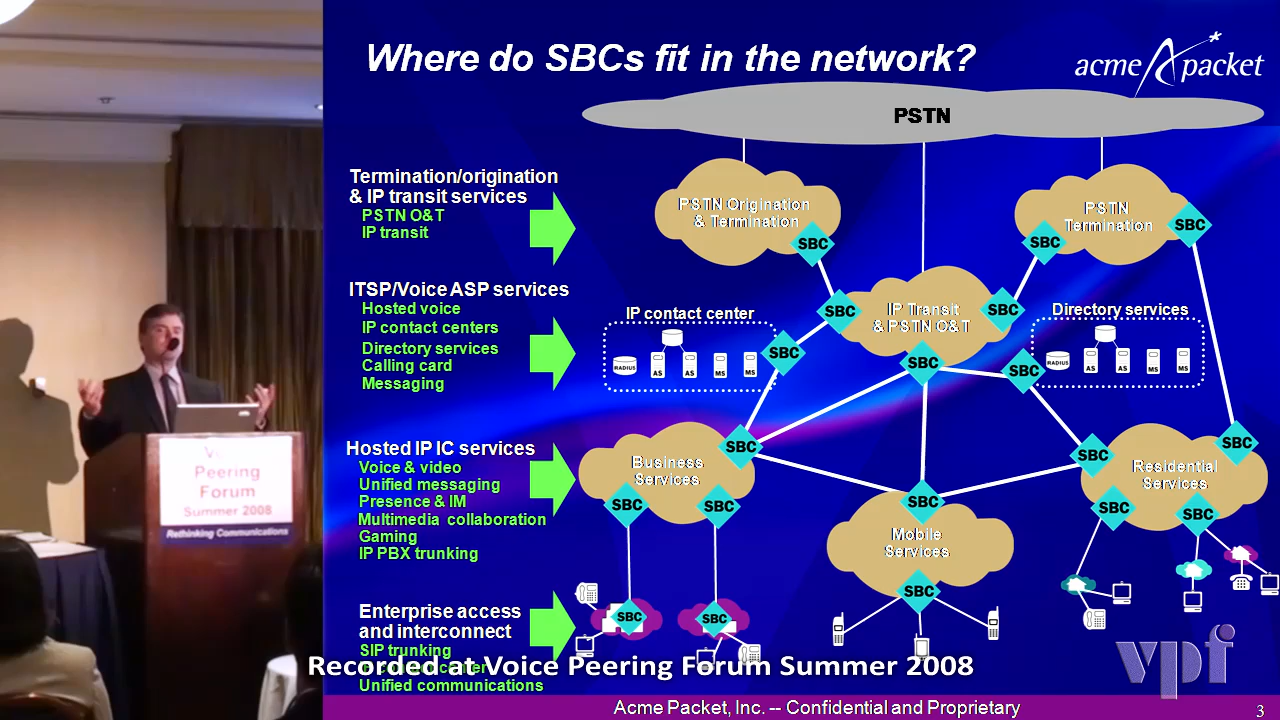 Where do SBCs fit in the network?
acme packet
PSTN
Termination/origination
& IP transit services
PSTN O&T
IP transit
PSTN Origination
& Termination
SBC
PSTN
Termination
SBC
SBC
ITSP/Voice ASP services
Hosted voice
IP contact centers
Directory services
Calling card
Messaging
IP contact center
RADIUS
AS
AS
MS
MS
SBC
SBC
IP Transit
& PSTN O&T
SBC
SBC
Directory services
SBC
RADIUS
AS
AS
MS
MS
Hosted IP IC services
Voice & video
Unified messaging
Presence & IM
Multimedia collaboration
Gaming
IP PBX trunking
Business
Services
SBC
SBC
SBC
SBC
Mobile
Services
SBC
SBC
Residential
Services
SBC
SBC
SBC
Peering
Forum
Summer 2008
Rethinking Communications
Enterprise access
and interconnect
SIP trunking
Unified communications
SBC
SBC
Recorded at Voice Peering Forum Summer 2008
vpf
Acme Packet, Inc. -- Confidential and Proprietary
3